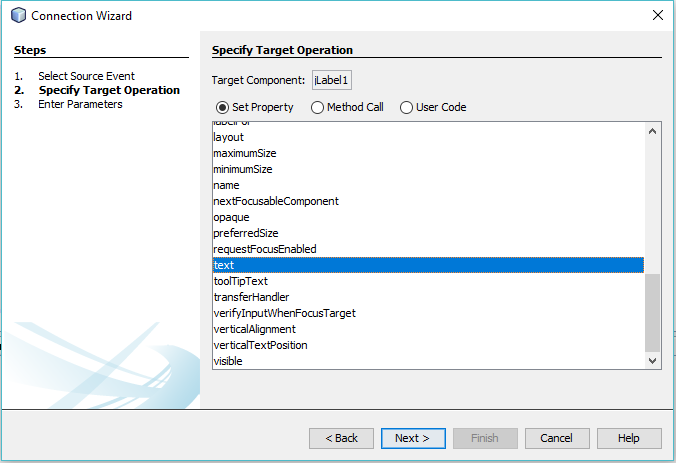 Connection Wizard
Steps
1. Select Source Event
2. Specify Target Operation
3. Enter Parameters
Specify Target Operation
Target Component: jLabel1
Set Property Method Call User Code
labelFor
layout
maximumSize
minimumSize
name
nextFocusableComponent
opaque
preferredSize
requestFocusEnabled
text
toolTipText
transferHandler
verifyInputWhenFocusTarget
verticalAlignment
verticalTextPosition
visible
< Back Next > Finish Cancel Help